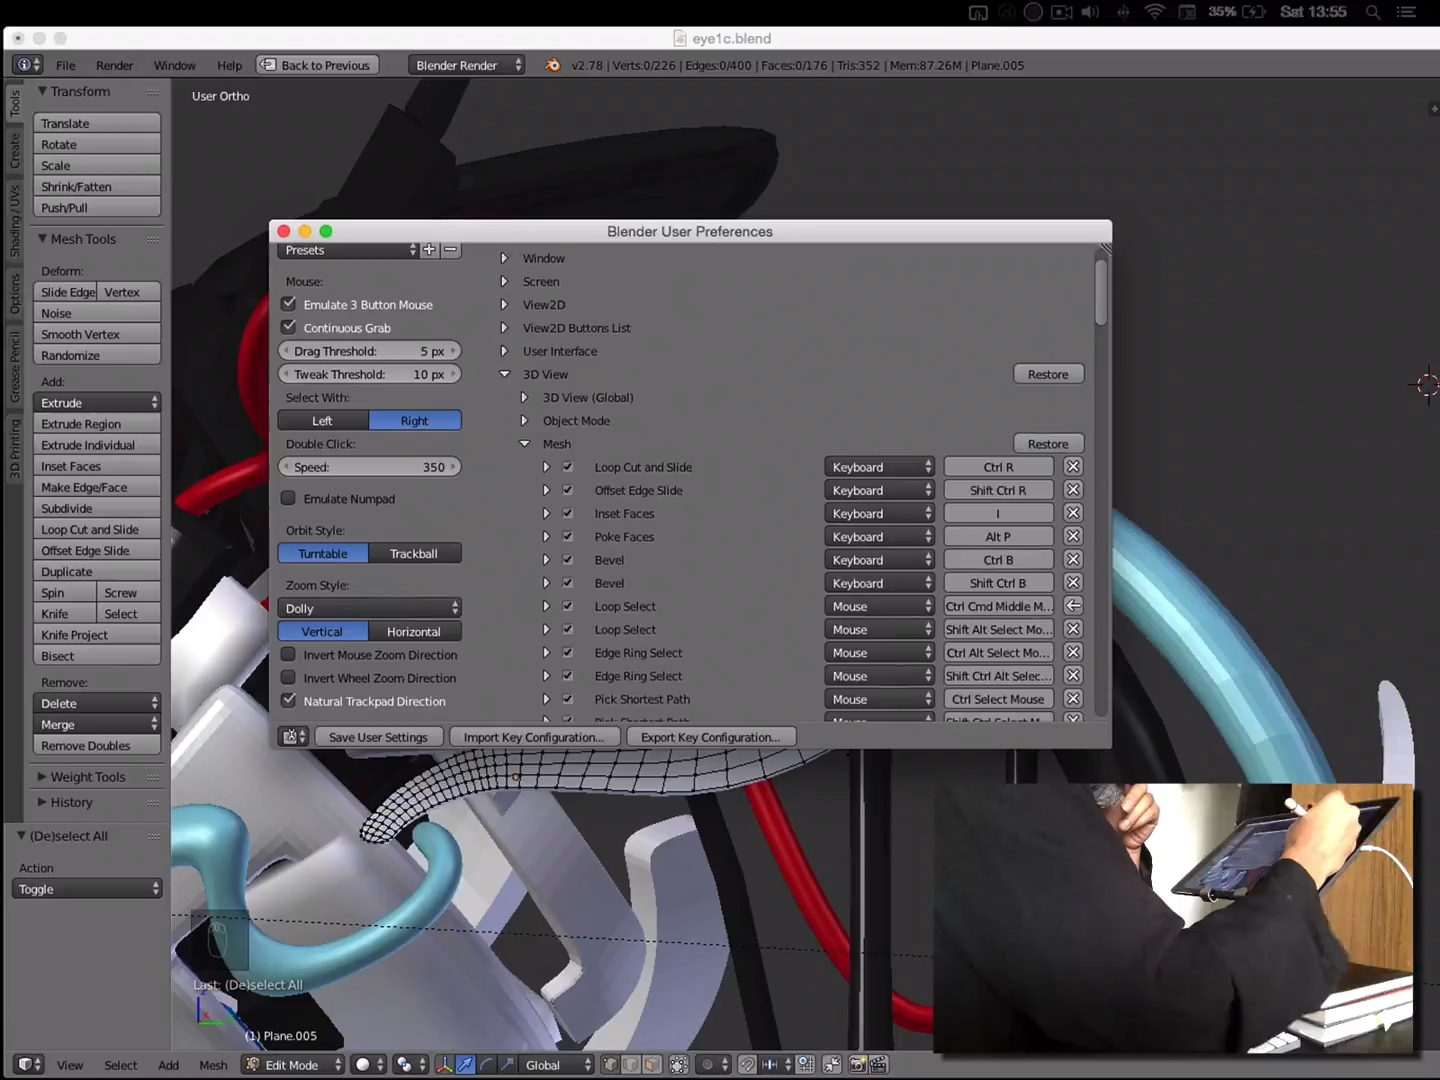 35%
Sat 13:55
eye1c.blend
File
Render
Window
Help
Back to Previous
Blender Render
v2.78 | Verts:0/226 | Edges:0/400 | Faces:0/176 | Tris:352 | Mem:87.26M | Plane.005
Tools
Create
Shading / UVs
Options
Grease Pencil
3D Printing
Transform
Translate
Rotate
Scale
Shrink/Fatten
Push/Pull
Mesh Tools
Deform:
Slide Edge
Vertex
Noise
Smooth Vertex
Randomize
Add:
Extrude
Extrude Region
Extrude Individual
Inset Faces
Make Edge/Face
Subdivide
Loop Cut and Slide
Offset Edge Slide
Duplicate
Spin
Screw
Knife
Select
Knife Project
Bisect
Remove:
Delete
Merge
Remove Doubles
Weight Tools
History
(De)select All
Action
Toggle
User Ortho
Blender User Preferences
Presets
Mouse:
Emulate 3 Button Mouse
Continuous Grab
Drag Threshold: 5 px
Tweak Threshold: 10 px
Select With:
Left
Right
Double Click:
Speed: 350
Emulate Numpad
Orbit Style:
Turntable
Trackball
Zoom Style:
Dolly
Vertical
Horizontal
Invert Mouse Zoom Direction
Invert Wheel Zoom Direction
Natural Trackpad Direction
Window
Screen
View2D
View2D Buttons List
User Interface
3D View
Restore
3D View (Global)
Object Mode
Mesh
Restore
Loop Cut and Slide Keyboard Ctrl R
Offset Edge Slide Keyboard Shift Ctrl R
Inset Faces Keyboard I
Poke Faces Keyboard Alt P
Bevel Keyboard Ctrl B
Bevel Keyboard Shift Ctrl B
Loop Select Mouse Ctrl Cmd Middle M...
Loop Select Mouse Shift Alt Select Mo...
Edge Ring Select Mouse Ctrl Alt Select Mo...
Edge Ring Select Mouse Shift Ctrl Alt Selec...
Pick Shortest Path Mouse Ctrl Select Mouse
Save User Settings
Import Key Configuration...
Export Key Configuration...
Last: (De)select All
(1) Plane.005
View
Select
Add
Mesh
Edit Mode
Global